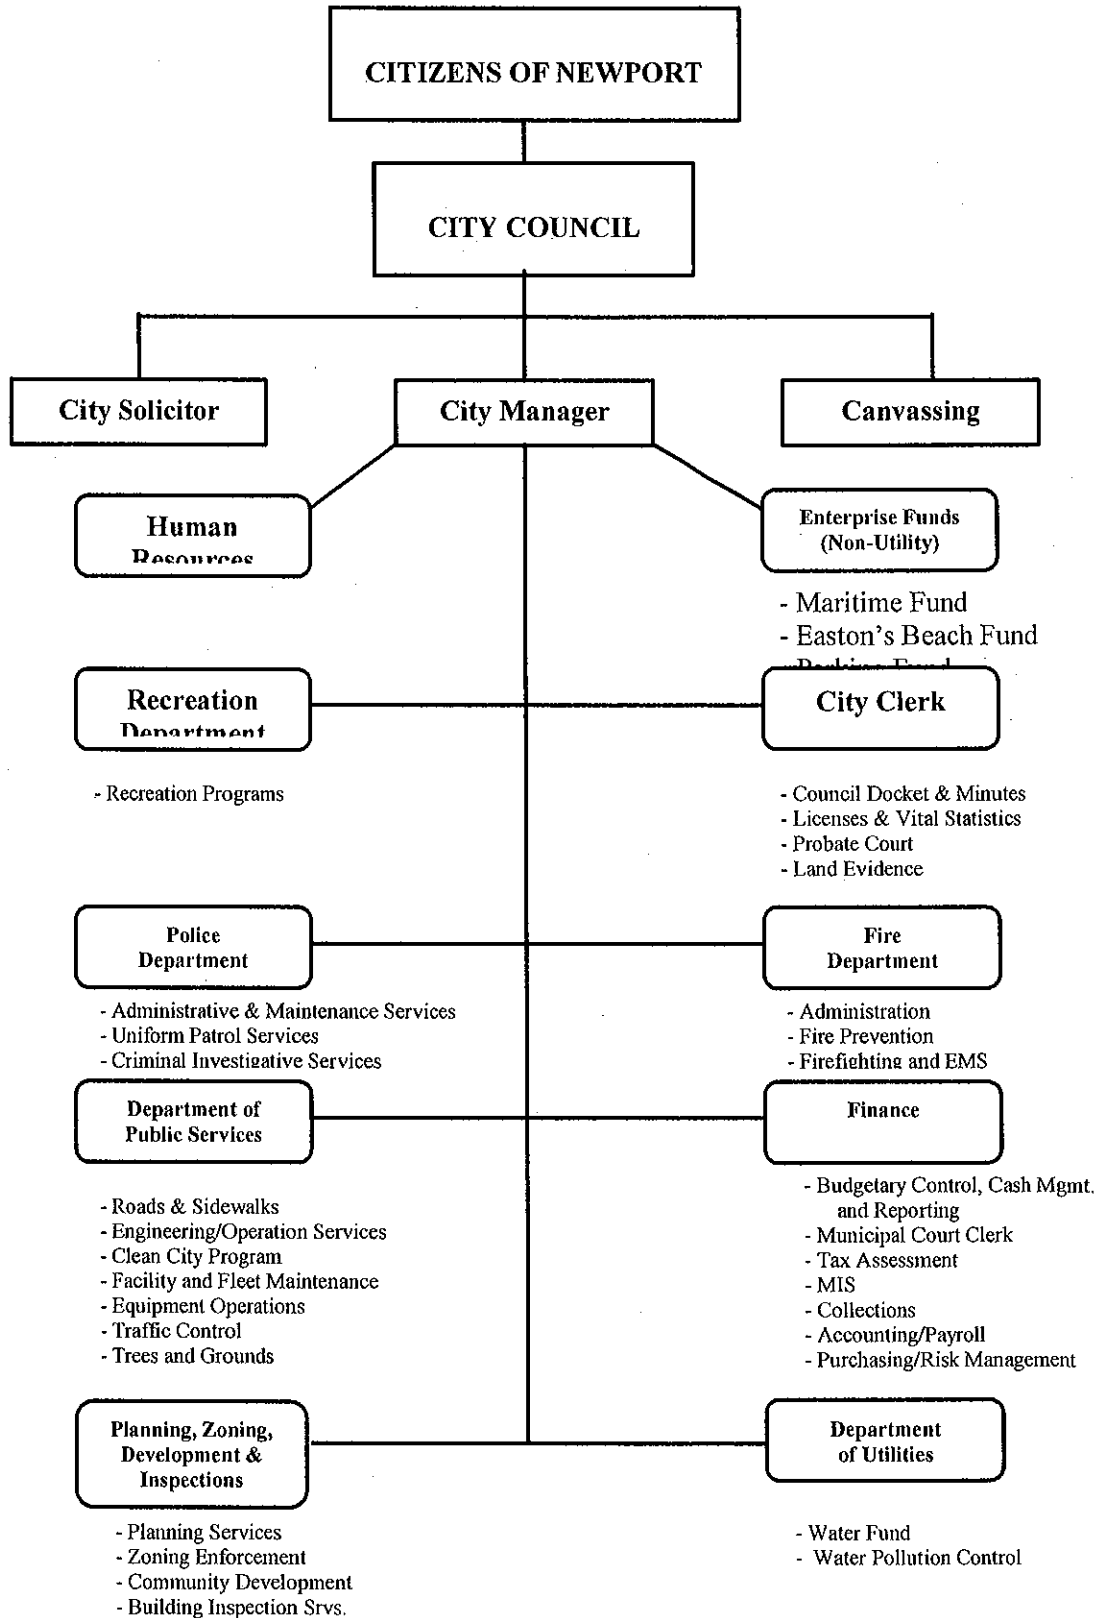 CITIZENS OF NEWPORT
CITY COUNCIL
City Solicitor
City Manager
Canvassing
Human
Resources
Enterprise Funds
(Non-Utility)
- Maritime Fund
- Easton's Beach Fund
- Parking Fund
Recreation
Department
City Clerk
- Recreation Programs
- Council Docket & Minutes
- Licenses & Vital Statistics
- Probate Court
- Land Evidence
Police
Department
Fire
Department
- Administrative & Maintenance Services
- Uniform Patrol Services
- Criminal Investigative Services
- Administration
- Fire Prevention
- Firefighting and EMS
Department of
Public Services
Finance
- Roads & Sidewalks
- Engineering/Operation Services
- Clean City Program
- Facility and Fleet Maintenance
- Equipment Operations
- Traffic Control
- Trees and Grounds
- Budgetary Control, Cash Mgmt.
and Reporting
- Municipal Court Clerk
- Tax Assessment
- MIS
- Collections
- Accounting/Payroll
- Purchasing/Risk Management
Planning, Zoning,
Development &
Inspections
Department
of Utilities
- Planning Services
- Zoning Enforcement
- Community Development
- Building Inspection Srvs.
- Water Fund
- Water Pollution Control